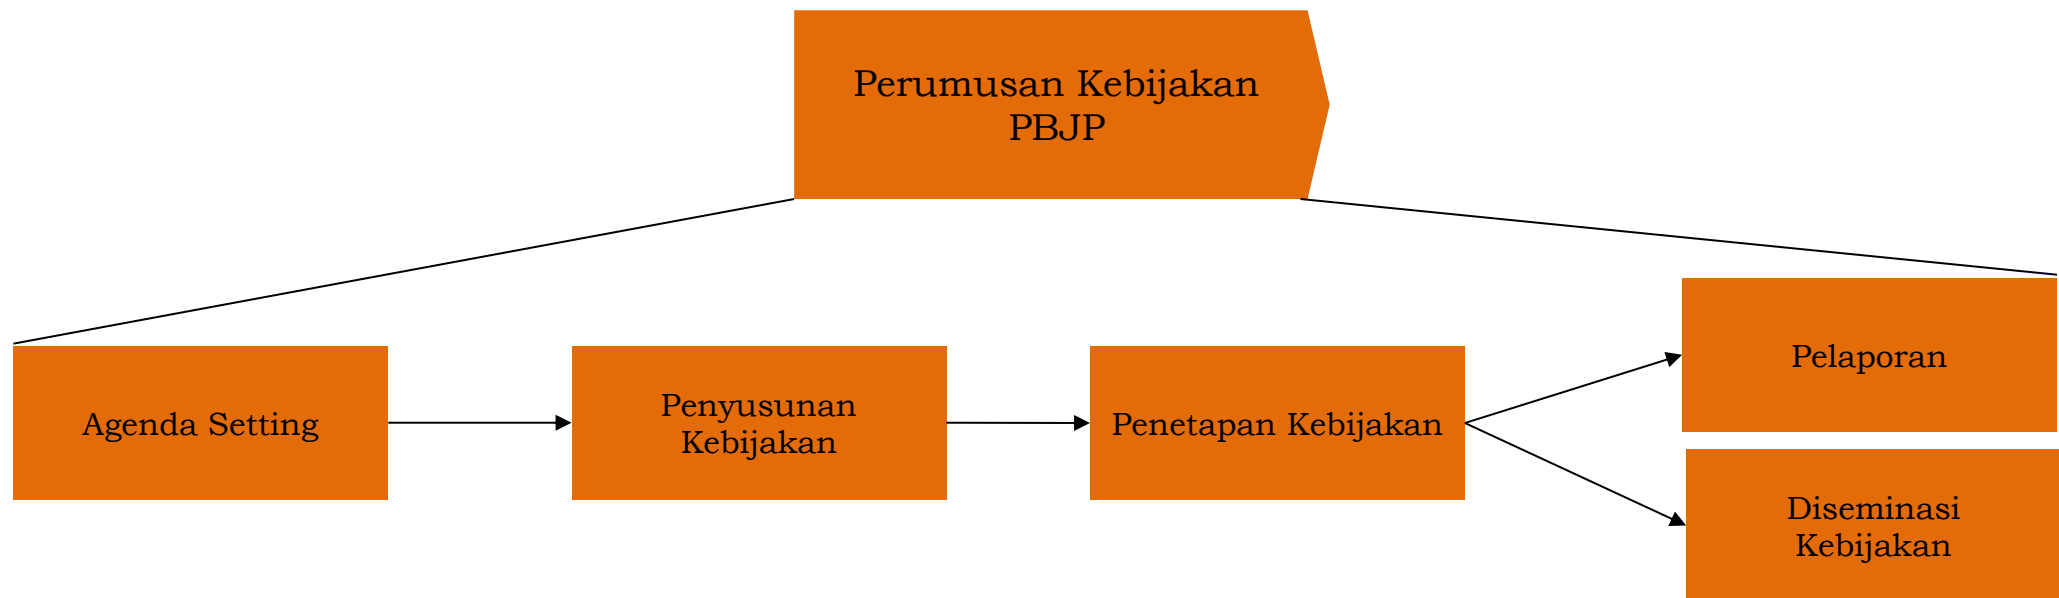 Perumusan Kebijakan
PBJP
Agenda Setting
Penyusunan
Kebijakan
Penetapan Kebijakan
Pelaporan
Diseminasi
Kebijakan